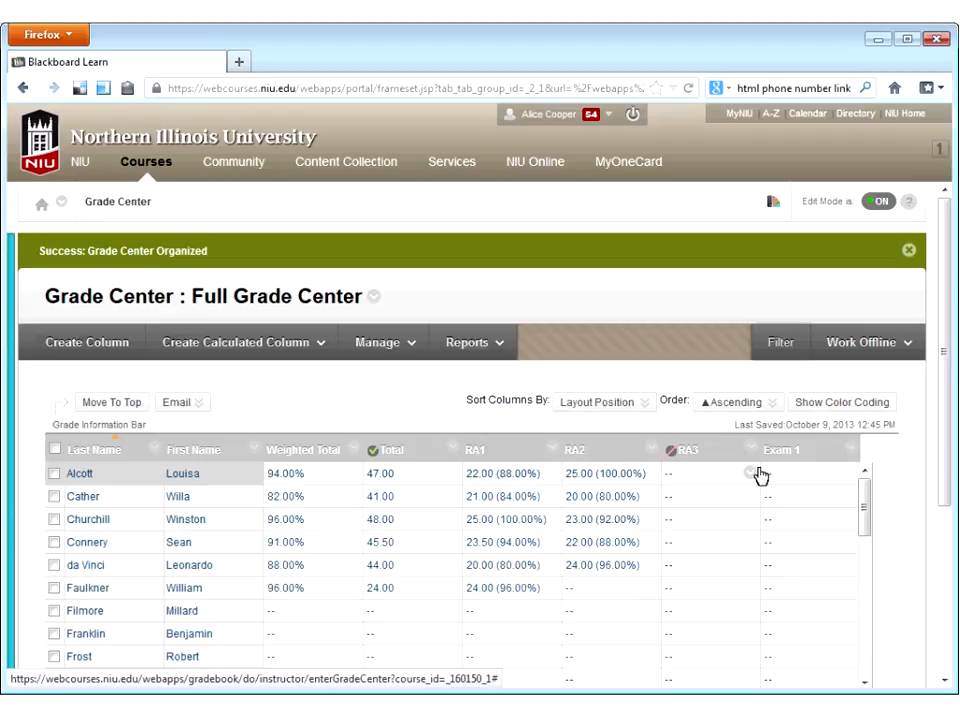 Firefox
Blackboard Learn
https://webcourses.niu.edu/webapps/portal/frameset.jsp?tab_tab_group_id=_2_1&url=%2Fwebapps%
html phone number link
Alice Cooper 54
MyNIU | A-Z | Calendar | Directory | NIU Home
Northern Illinois University
NIU
NIU Courses Community Content Collection Services NIU Online MyOneCard
1
Grade Center
Edit Mode is ON ?
Success: Grade Center Organized
Grade Center : Full Grade Center
Create Column Create Calculated Column Manage Reports Filter Work Offline
Move To Top Email Sort Columns By: Layout Position Order: ▲Ascending Show Color Coding
Grade Information Bar Last Saved:October 9, 2013 12:45 PM
Last Name First Name Weighted Total Total RA1 RA2 RA3 Exam 1
Alcott Louisa 94.00% 47.00 22.00 (88.00%) 25.00 (100.00%) -- --
Cather Willa 82.00% 41.00 21.00 (84.00%) 20.00 (80.00%) -- --
Churchill Winston 96.00% 48.00 25.00 (100.00%) 23.00 (92.00%) -- --
Connery Sean 91.00% 45.50 23.50 (94.00%) 22.00 (88.00%) -- --
da Vinci Leonardo 88.00% 44.00 20.00 (80.00%) 24.00 (96.00%) -- --
Faulkner William 96.00% 24.00 24.00 (96.00%) -- -- --
Filmore Millard -- -- -- -- -- --
Franklin Benjamin -- -- -- -- -- --
Frost Robert -- -- -- -- -- --
https://webcourses.niu.edu/webapps/gradebook/do/instructor/enterGradeCenter?course_id=_160150_1# -- -- --